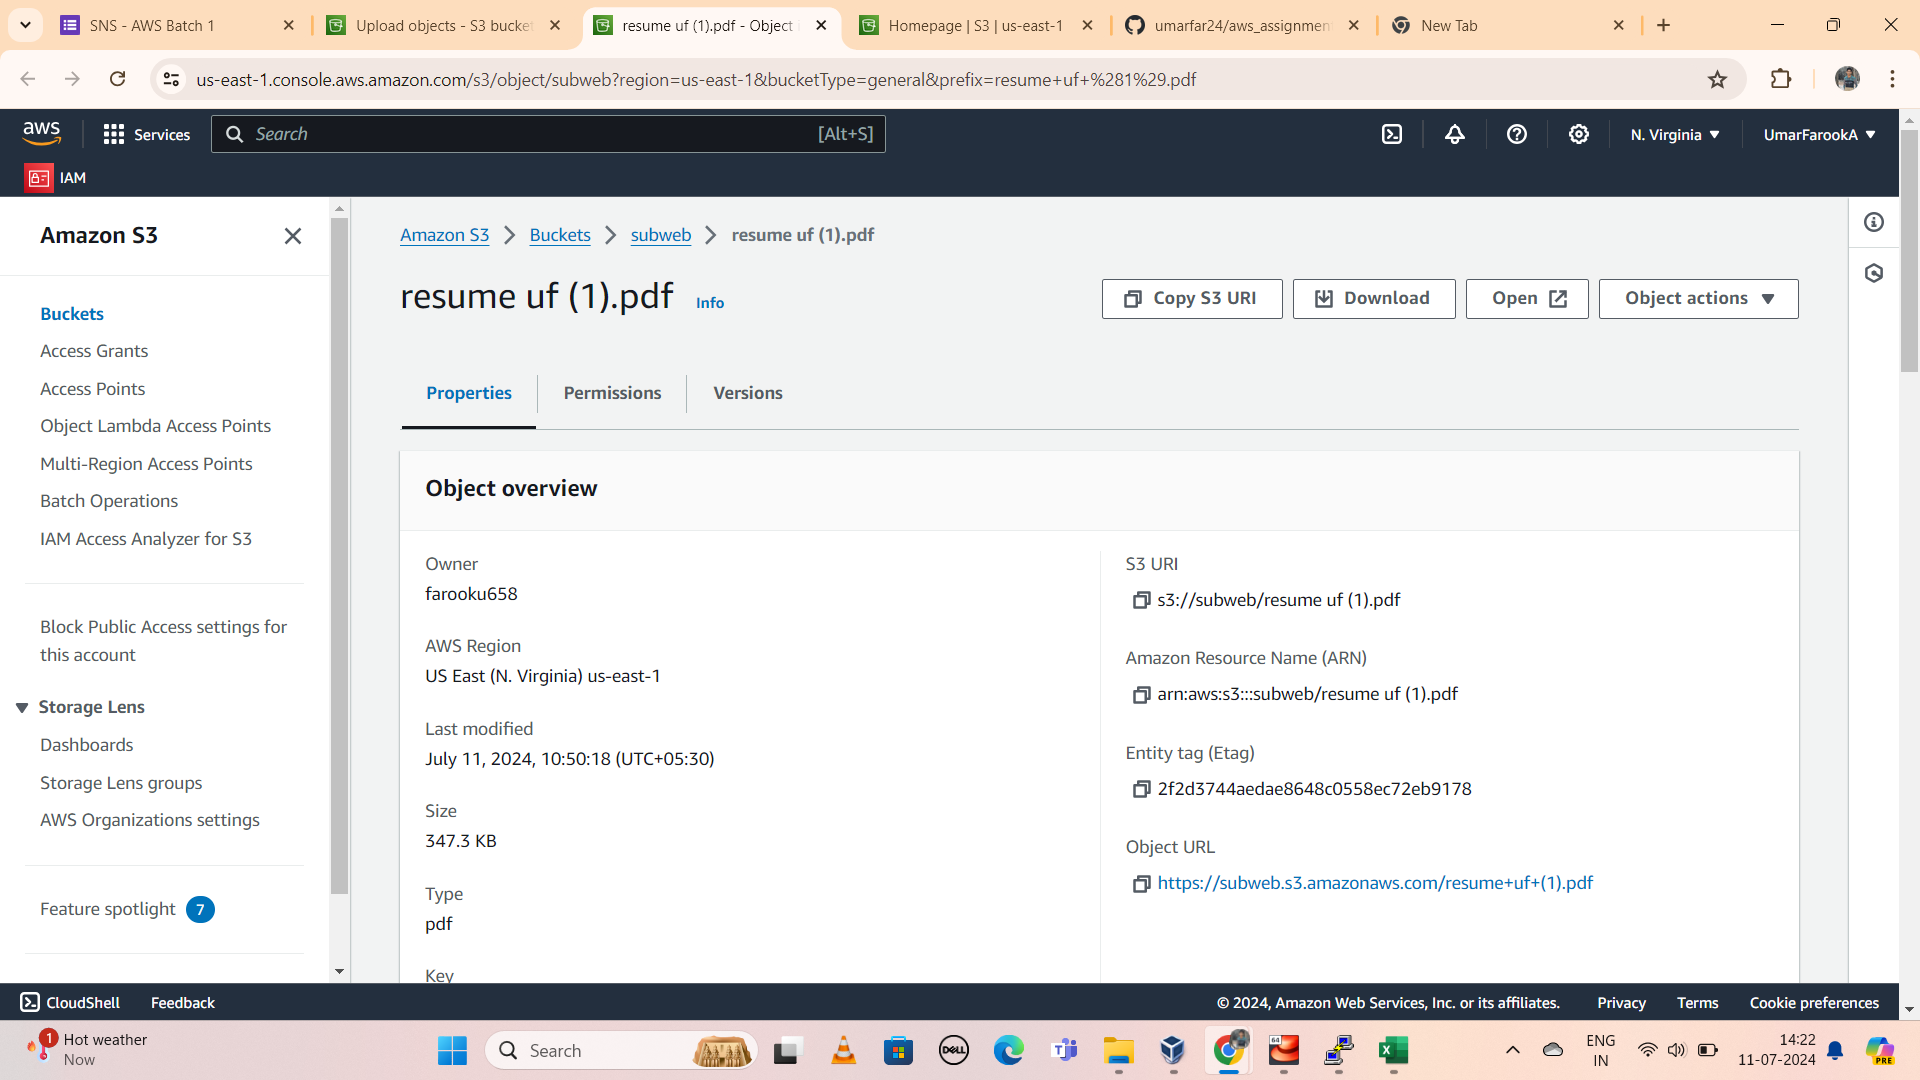 SNS - AWS Batch 1
Upload objects - S3 bucket
resume uf (1).pdf - Object i
Homepage | S3 | us-east-1
umarfar24/aws_assignment
New Tab
us-east-1.console.aws.amazon.com/s3/object/subweb?region=us-east-1&bucketType=general&prefix=resume+uf+%281%29.pdf
aws
Services
Search
[Alt+S]
N. Virginia
UmarFarookA
IAM
Amazon S3
Buckets
Access Grants
Access Points
Object Lambda Access Points
Multi-Region Access Points
Batch Operations
IAM Access Analyzer for S3
Block Public Access settings for
this account
Storage Lens
Dashboards
Storage Lens groups
AWS Organizations settings
Feature spotlight 7
Amazon S3 > Buckets > subweb > resume uf (1).pdf
resume uf (1).pdf Info
Copy S3 URI
Download
Open
Object actions
Properties
Permissions
Versions
Object overview
Owner
farooku658
AWS Region
US East (N. Virginia) us-east-1
Last modified
July 11, 2024, 10:50:18 (UTC+05:30)
Size
347.3 KB
Type
pdf
Key
S3 URI
s3://subweb/resume uf (1).pdf
Amazon Resource Name (ARN)
arn:aws:s3:::subweb/resume uf (1).pdf
Entity tag (Etag)
2f2d3744aedae8648c0558ec72eb9178
Object URL
https://subweb.s3.amazonaws.com/resume+uf+(1).pdf
CloudShell
Feedback
© 2024, Amazon Web Services, Inc. or its affiliates.
Privacy
Terms
Cookie preferences
1
Hot weather
Now
Search
DELL
64
ENG
IN
14:22
11-07-2024
PRE